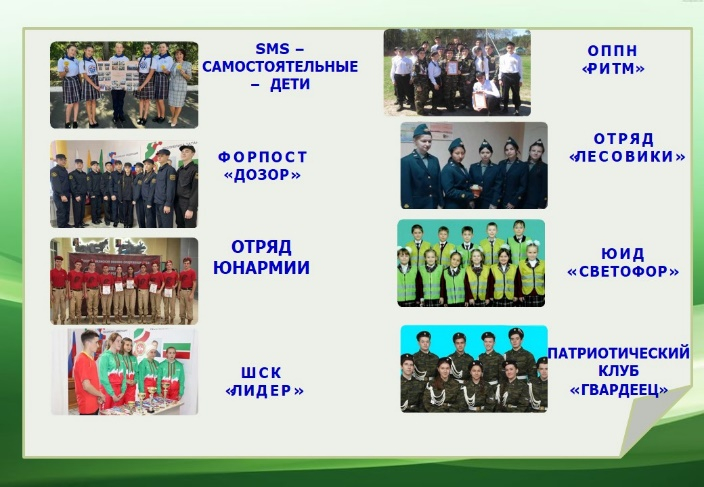 SMS –
САМОСТОЯТЕЛЬНЫЕ
– ДЕТИ
ФОРПОСТ
«ДОЗОР»
ОТРЯД
ЮНАРМИИ
ШСК
«ЛИДЕР»
ОППН
«РИТМ»
ОТРЯД
«ЛЕСОВИКИ»
ЮИД
«СВЕТОФОР»
ПАТРИОТИЧЕСКИЙ
КЛУБ
«ГВАРДЕЕЦ»